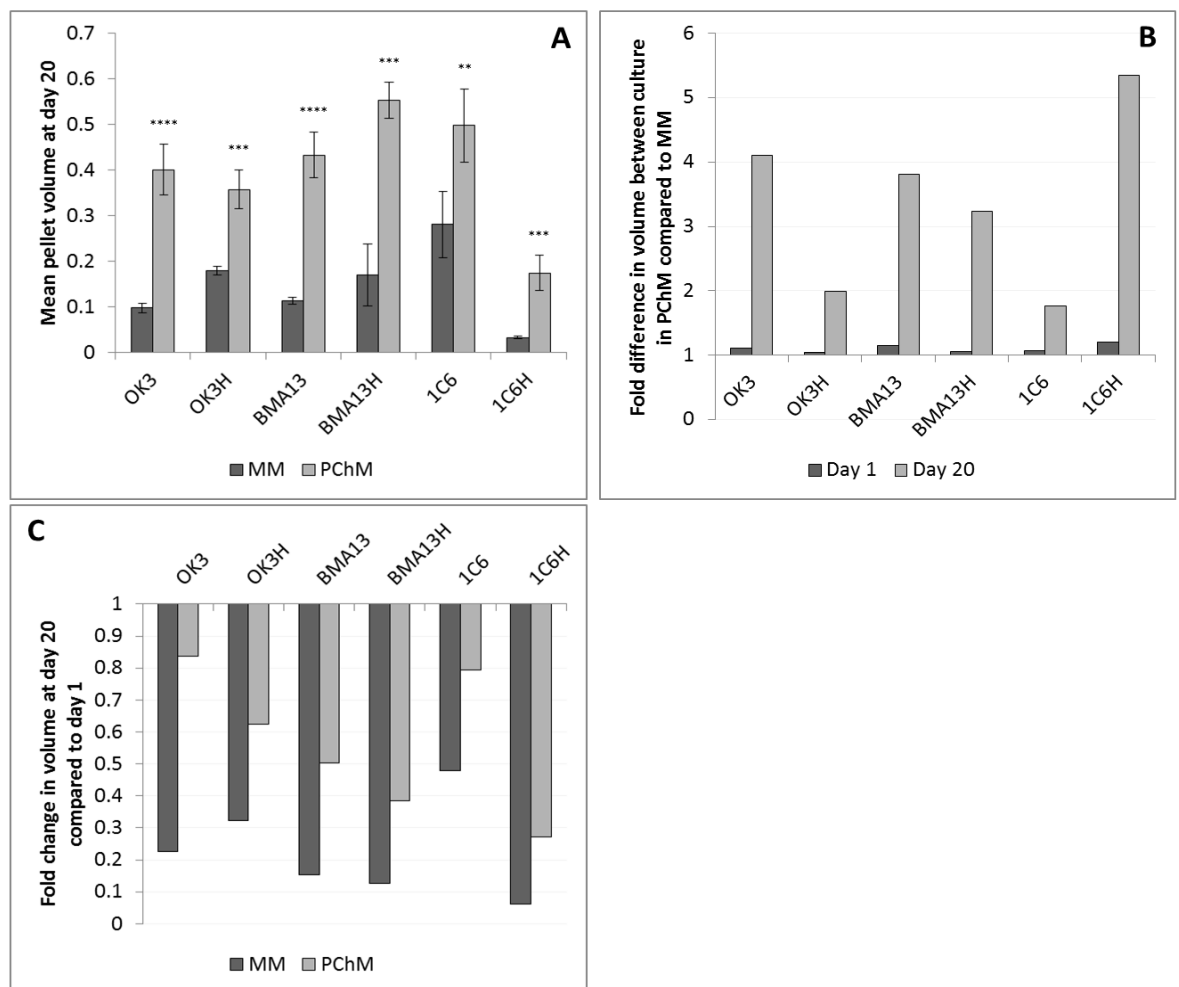 A
Mean pellet volume at day 20
0.7
0.6
0.5
0.4
0.3
0.2
0.1
0
****
***
****
***
**
***
OK3
OK3H
BMA13
BMA13H
1C6
1C6H
MM
PChM
B
Fold difference in volume between culture
in PChM compared to MM
6
5
4
3
2
1
0
OK3
OK3H
BMA13
BMA13H
1C6
1C6H
Day 1
Day 20
C
OK3
OK3H
BMA13
BMA13H
1C6
1C6H
Fold change in volume at day 20
compared to day 1
1
0.9
0.8
0.7
0.6
0.5
0.4
0.3
0.2
0.1
0
MM
PChM